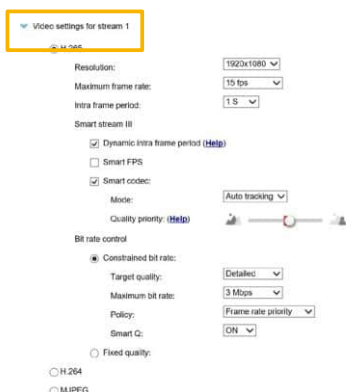 Video settings for stream 1
H.265
Resolution: 1920x1080
Maximum frame rate: 15 fps
Intra frame period: 1 S
Smart stream III
Dynamic intra frame period (Help)
Smart FPS
Smart codec:
Mode: Auto tracking
Quality priority: (Help)
Bit rate control
Constrained bit rate:
Target quality: Detailed
Maximum bit rate: 3 Mbps
Policy: Frame rate priority
Smart Q: ON
Fixed quality:
H.264
MJPEG